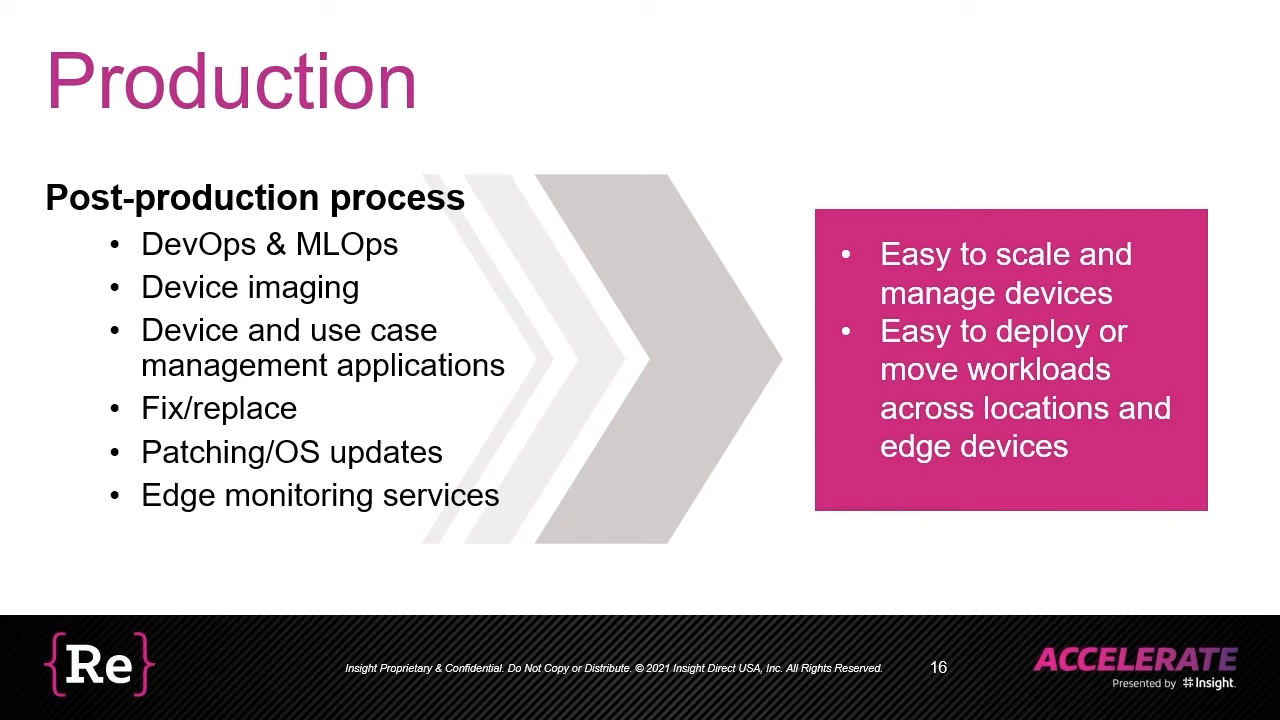 Production
Post-production process
• DevOps & MLOps
• Device imaging
• Device and use case
management applications
• Fix/replace
• Patching/OS updates
• Edge monitoring services
• Easy to scale and
manage devices
• Easy to deploy or
move workloads
across locations and
edge devices
{Re}
Insight Proprietary & Confidential. Do Not Copy or Distribute. © 2021 Insight Direct USA, Inc. All Rights Reserved.
16
ACCELERATE
Presented by Insight.